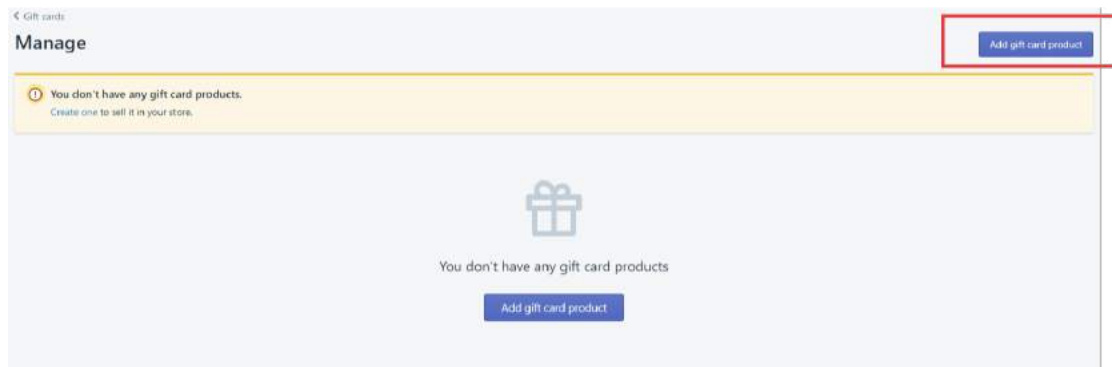 Gift cards
Manage
Add gift card product
You don't have any gift card products.
Create one to sell it in your store.
You don't have any gift card products
Add gift card product